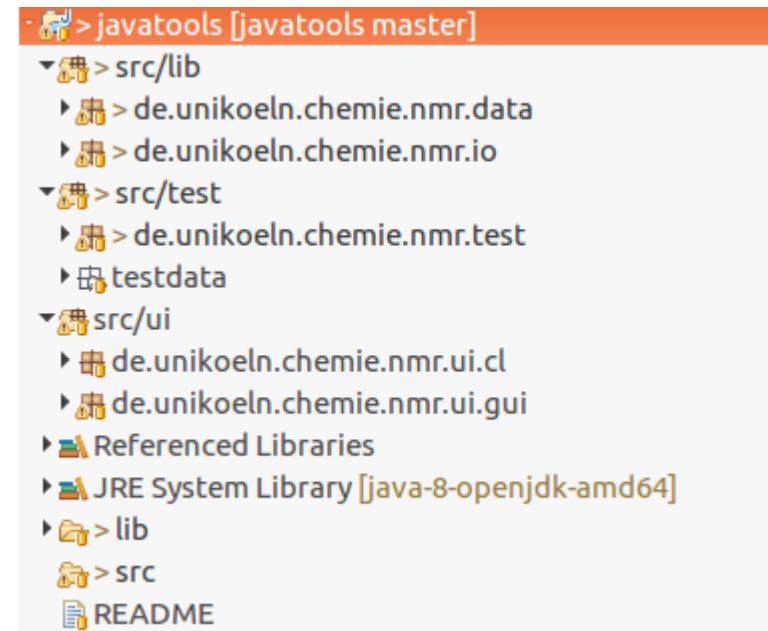 > javatools [javatools master]
> src/lib
> de.unikoeln.chemie.nmr.data
> de.unikoeln.chemie.nmr.io
> src/test
> de.unikoeln.chemie.nmr.test
testdata
src/ui
de.unikoeln.chemie.nmr.ui.cl
de.unikoeln.chemie.nmr.ui.gui
Referenced Libraries
JRE System Library [java-8-openjdk-amd64]
> lib
> src
README